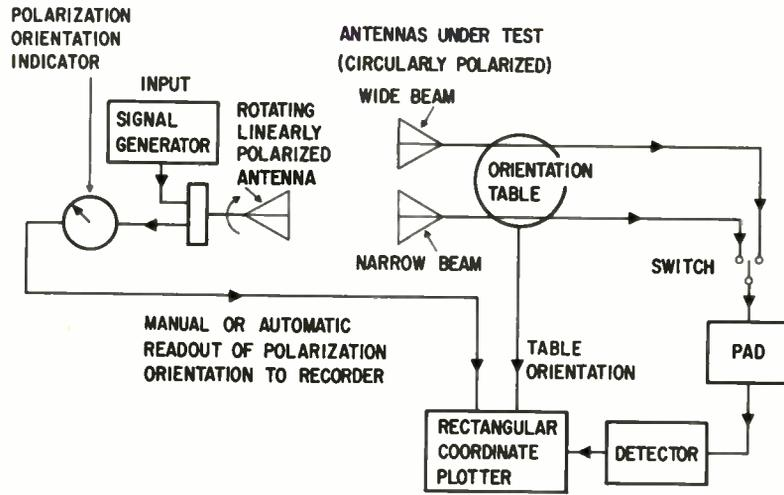 POLARIZATION
ORIENTATION
INDICATOR
INPUT
SIGNAL
GENERATOR
ROTATING
LINEARLY
POLARIZED
ANTENNA
ANTENNAS UNDER TEST
(CIRCULARLY POLARIZED)
WIDE BEAM
ORIENTATION
TABLE
NARROW BEAM
SWITCH
MANUAL OR AUTOMATIC
READOUT OF POLARIZATION
ORIENTATION TO RECORDER
TABLE
ORIENTATION
PAD
RECTANGULAR
COORDINATE
PLOTTER
DETECTOR